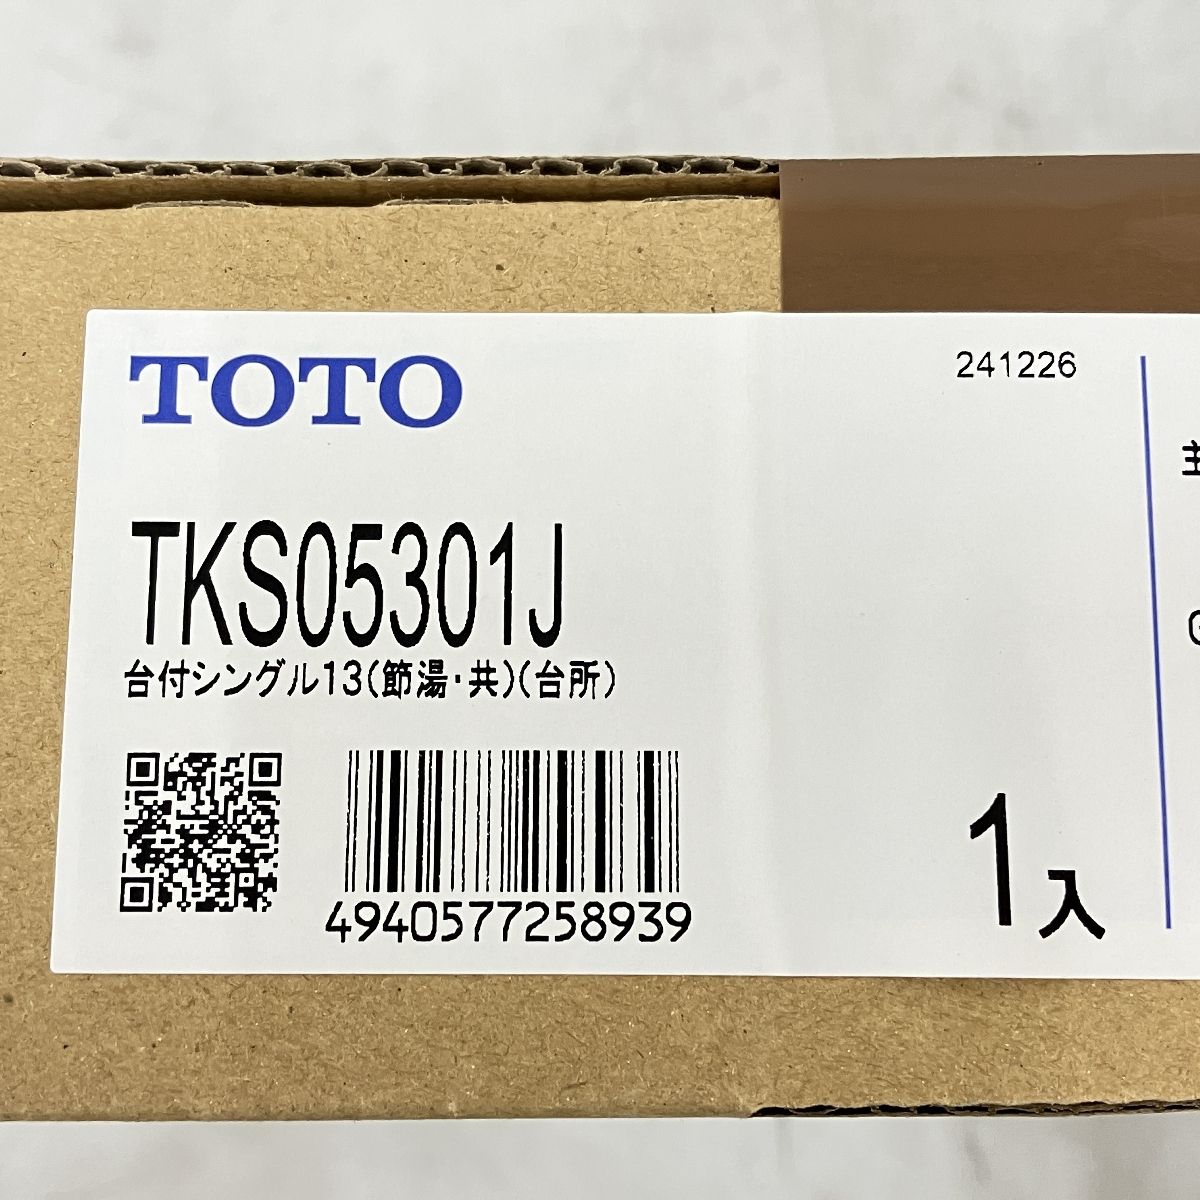 TOTO
241226
TKS05301J
台付シングル13(節湯・共)(台所)
4940577258939
1入
主